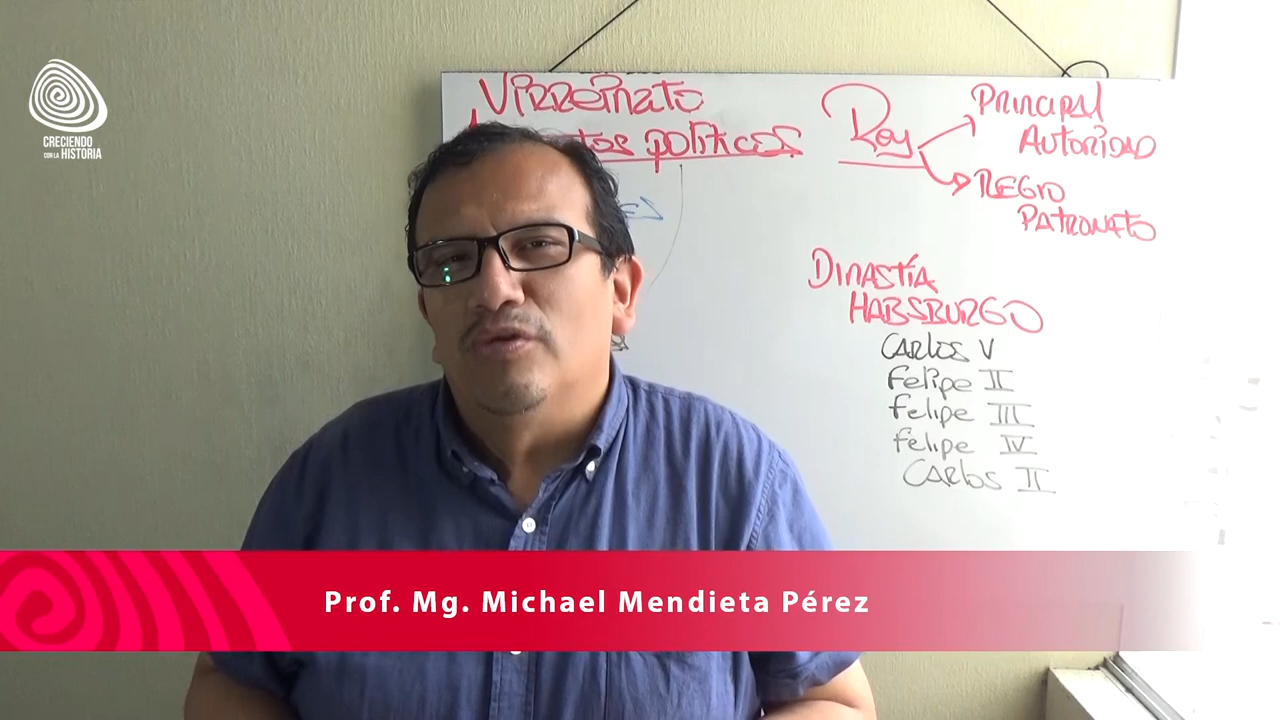 CRECIENDO
CON LA HISTORIA
VIRREINATO
políticos
Rey
PRINCIPAL
AUTORIDAD
REGIO
PATRONATO
DINASTÍA
HABSBURGO
CARLOS V
Felipe II
Felipe III
Felipe IV
CARLOS II
Prof. Mg. Michael Mendieta Pérez